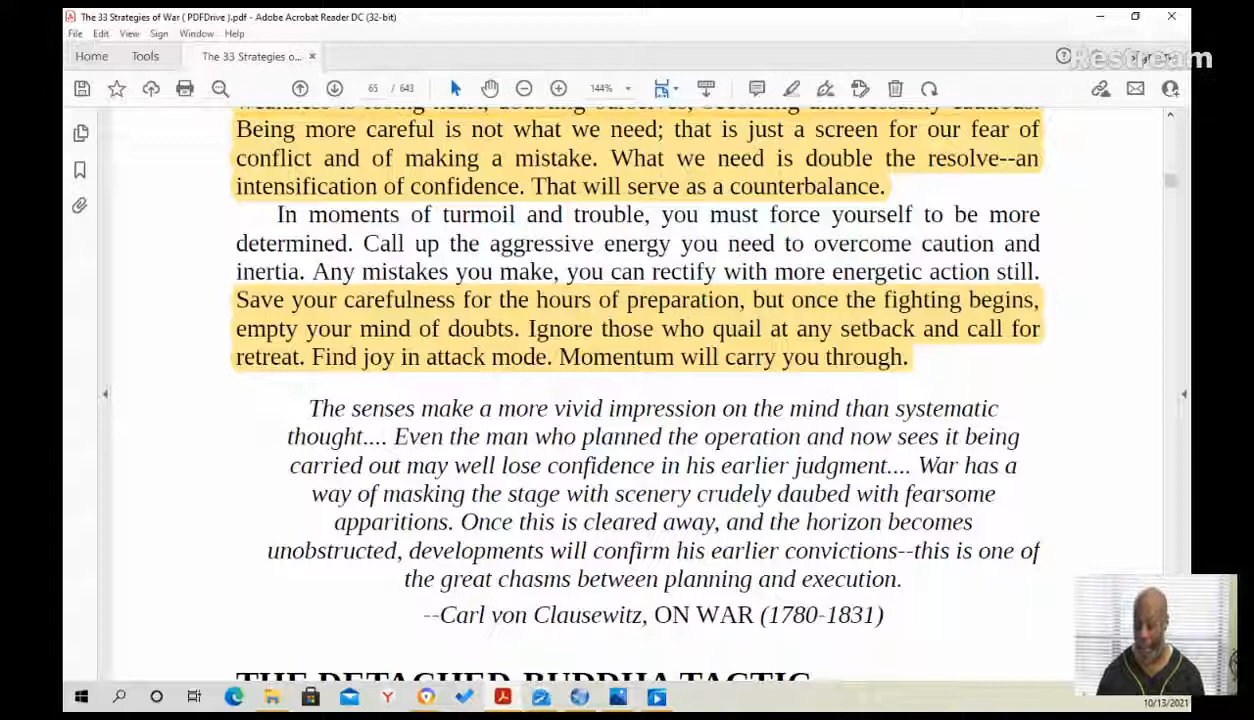 The 33 Strategies of War ( PDFDrive ).pdf - Adobe Acrobat Reader DC (32-bit)
File Edit View Sign Window Help
Home Tools The 33 Strategies o... ×
Restream
65 / 643 144%
Being more careful is not what we need; that is just a screen for our fear of
conflict and of making a mistake. What we need is double the resolve--an
intensification of confidence. That will serve as a counterbalance.
In moments of turmoil and trouble, you must force yourself to be more
determined. Call up the aggressive energy you need to overcome caution and
inertia. Any mistakes you make, you can rectify with more energetic action still.
Save your carefulness for the hours of preparation, but once the fighting begins,
empty your mind of doubts. Ignore those who quail at any setback and call for
retreat. Find joy in attack mode. Momentum will carry you through.
The senses make a more vivid impression on the mind than systematic
thought.... Even the man who planned the operation and now sees it being
carried out may well lose confidence in his earlier judgment.... War has a
way of masking the stage with scenery crudely daubed with fearsome
apparitions. Once this is cleared away, and the horizon becomes
unobstructed, developments will confirm his earlier convictions--this is one of
the great chasms between planning and execution.
--Carl von Clausewitz, ON WAR (1780-1831)
THE DETACHED-BUDDHA TACTIC
10/13/2021